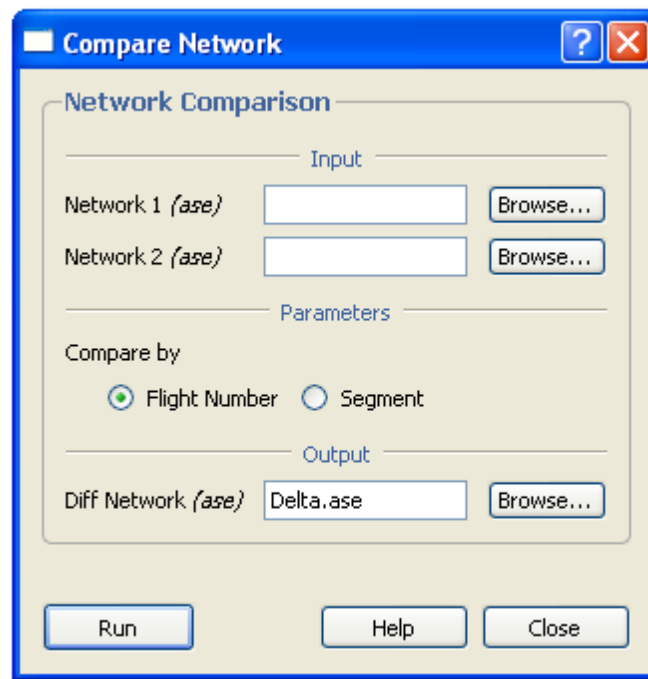 Compare Network
Network Comparison
Input
Network 1 (ase) Browse...
Network 2 (ase) Browse...
Parameters
Compare by
Flight Number Segment
Output
Diff Network (ase) Delta.ase Browse...
Run Help Close